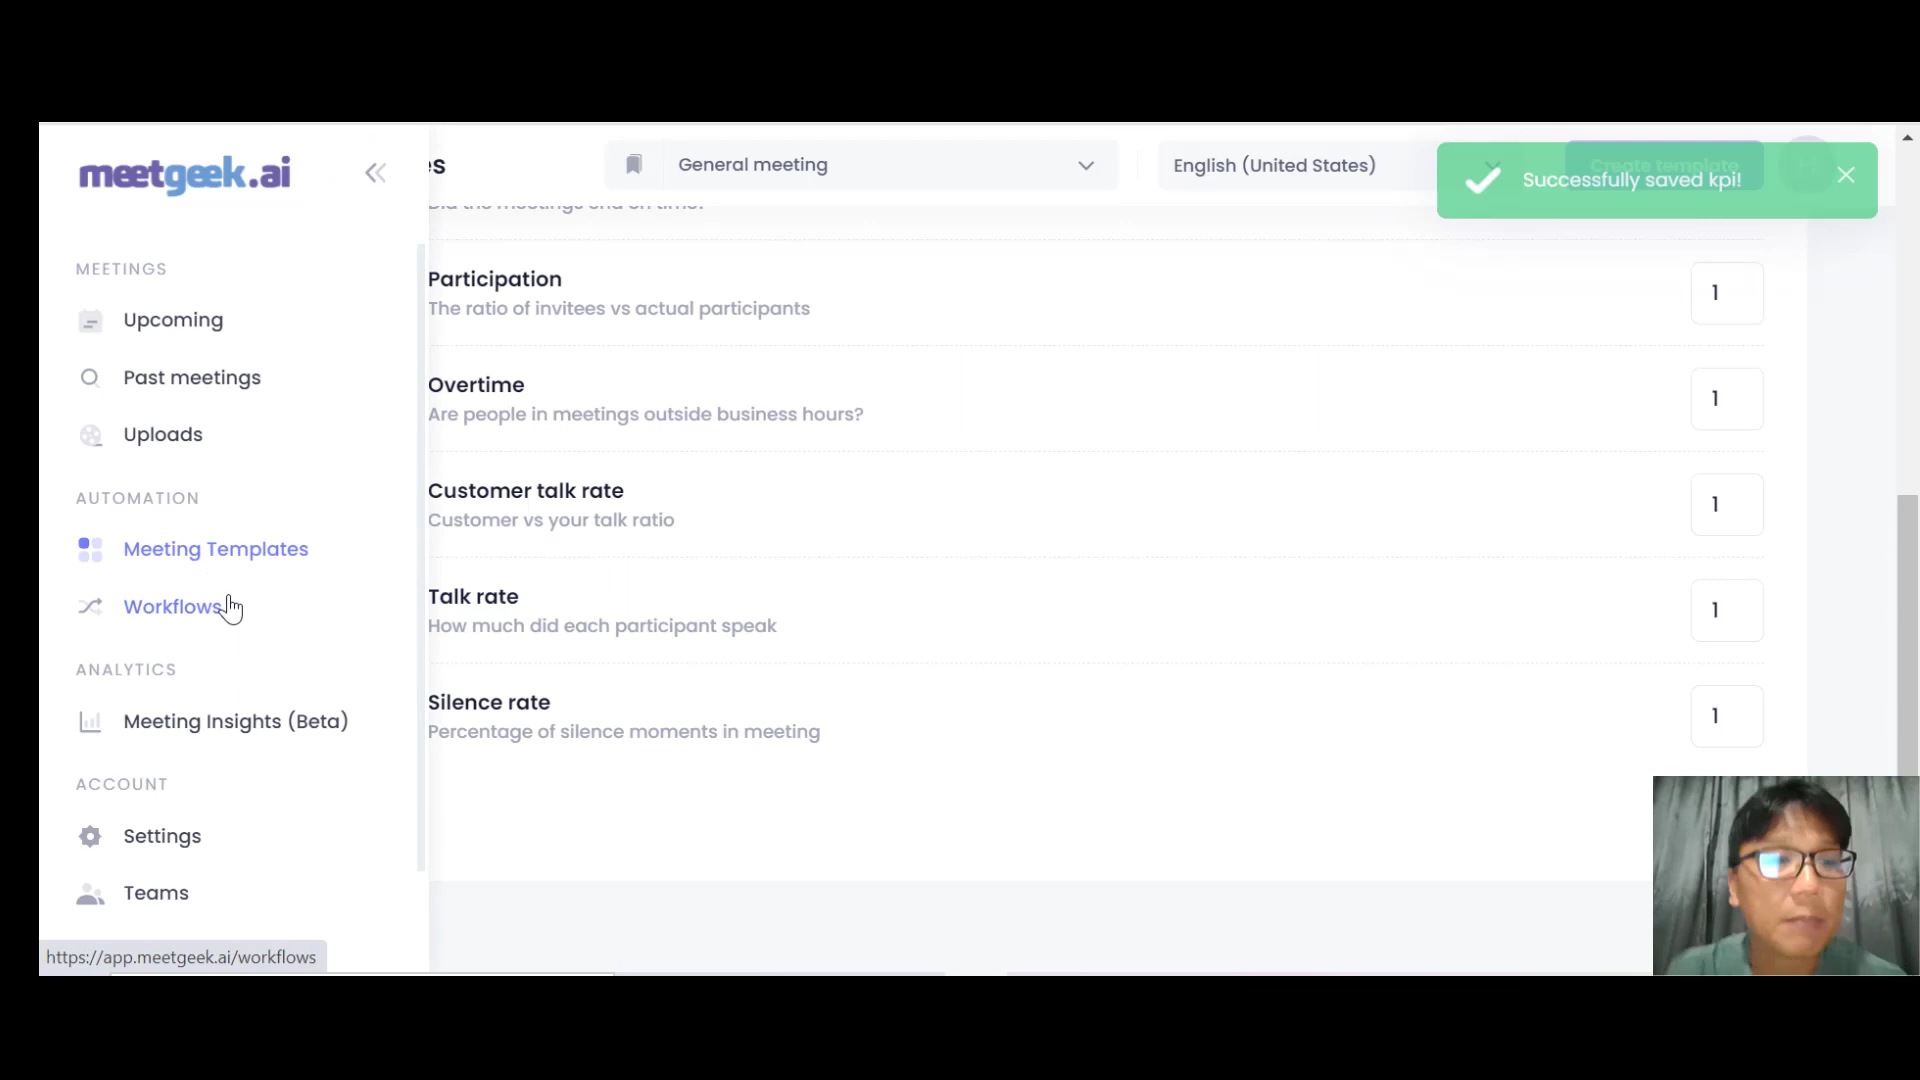 meetgeek.ai
es
General meeting
English (United States)
Create template
Successfully saved kpi!
MEETINGS
Upcoming
Past meetings
Uploads
AUTOMATION
Meeting Templates
Workflows
ANALYTICS
Meeting Insights (Beta)
ACCOUNT
Settings
Teams
https://app.meetgeek.ai/workflows
Did the meetings end on time?
Participation
The ratio of invitees vs actual participants
1
Overtime
Are people in meetings outside business hours?
1
Customer talk rate
Customer vs your talk ratio
1
Talk rate
How much did each participant speak
1
Silence rate
Percentage of silence moments in meeting
1